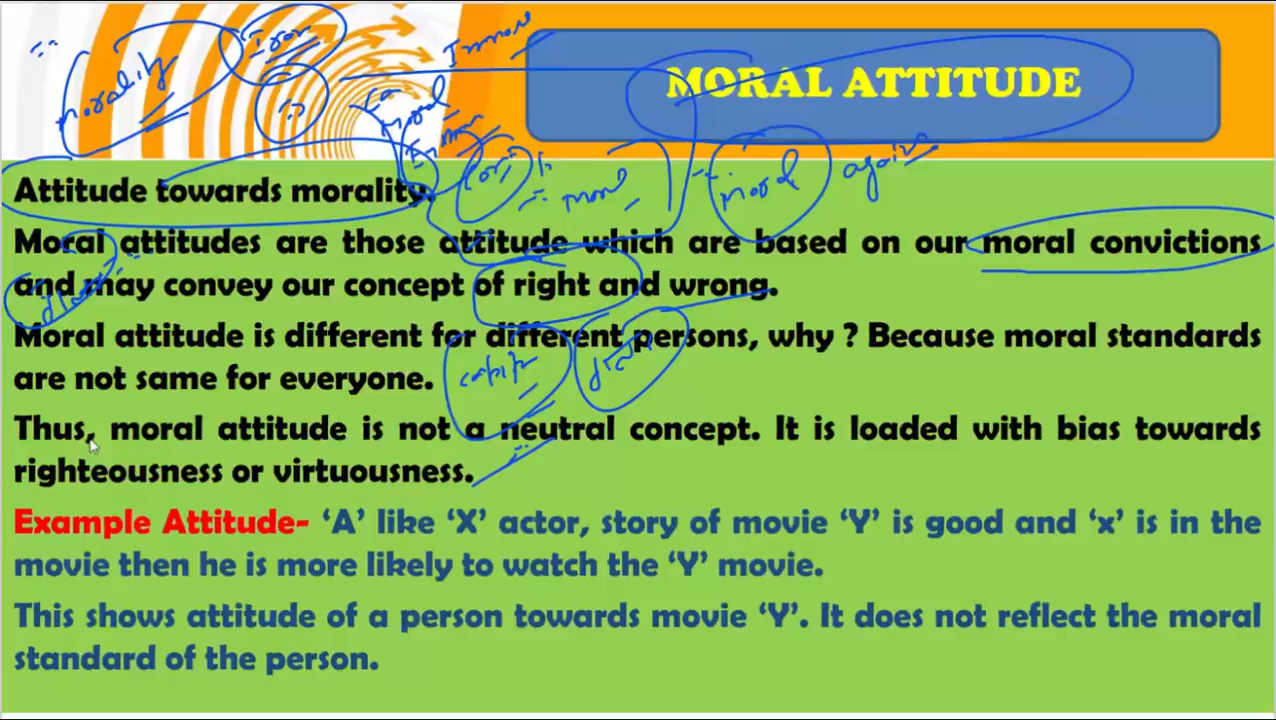 MORAL ATTITUDE
morality
moral
moral
again
Attitude towards morality.
Moral attitudes are those attitude which are based on our moral convictions
and may convey our concept of right and wrong.
Moral attitude is different for different persons, why ? Because moral standards
are not same for everyone.
Thus, moral attitude is not a neutral concept. It is loaded with bias towards
righteousness or virtuousness.
Example Attitude- ‘A’ like ‘X’ actor, story of movie ‘Y’ is good and ‘x’ is in the
movie then he is more likely to watch the ‘Y’ movie.
This shows attitude of a person towards movie ‘Y’. It does not reflect the moral
standard of the person.